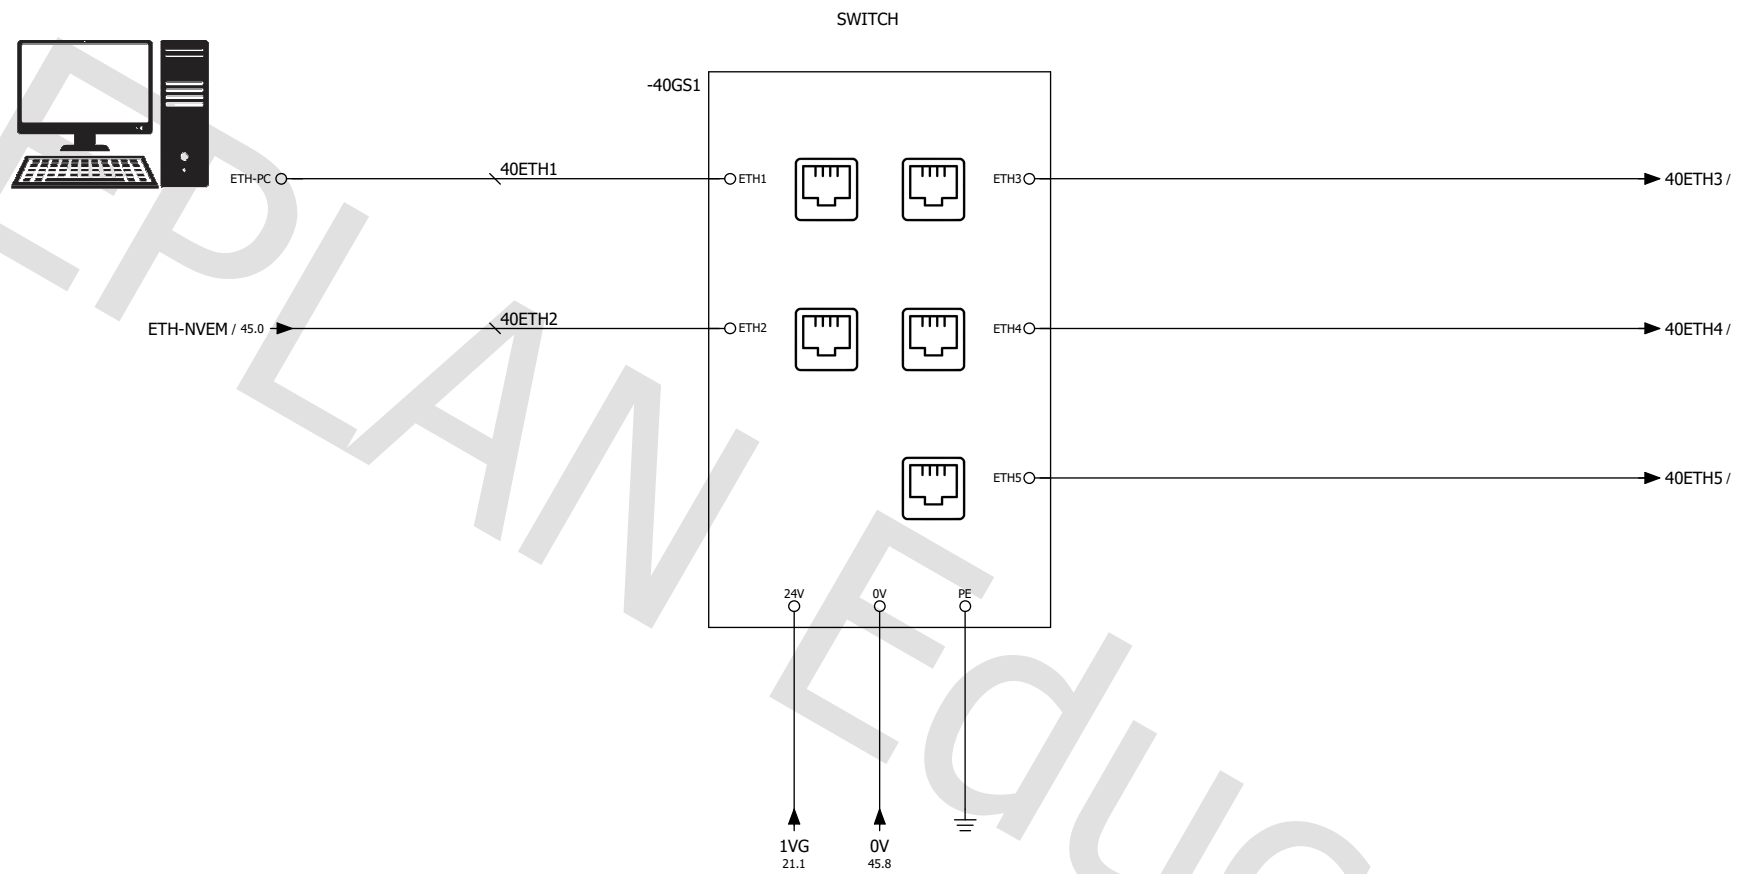 SWITCH
-40GS1
ETH-PC
40ETH1
ETH1
ETH3
40ETH3 /
ETH-NVEM / 45.0
40ETH2
ETH2
ETH4
40ETH4 /
ETH5
40ETH5 /
24V
0V
PE
1VG
21.1
0V
45.8
EPLAN Educ